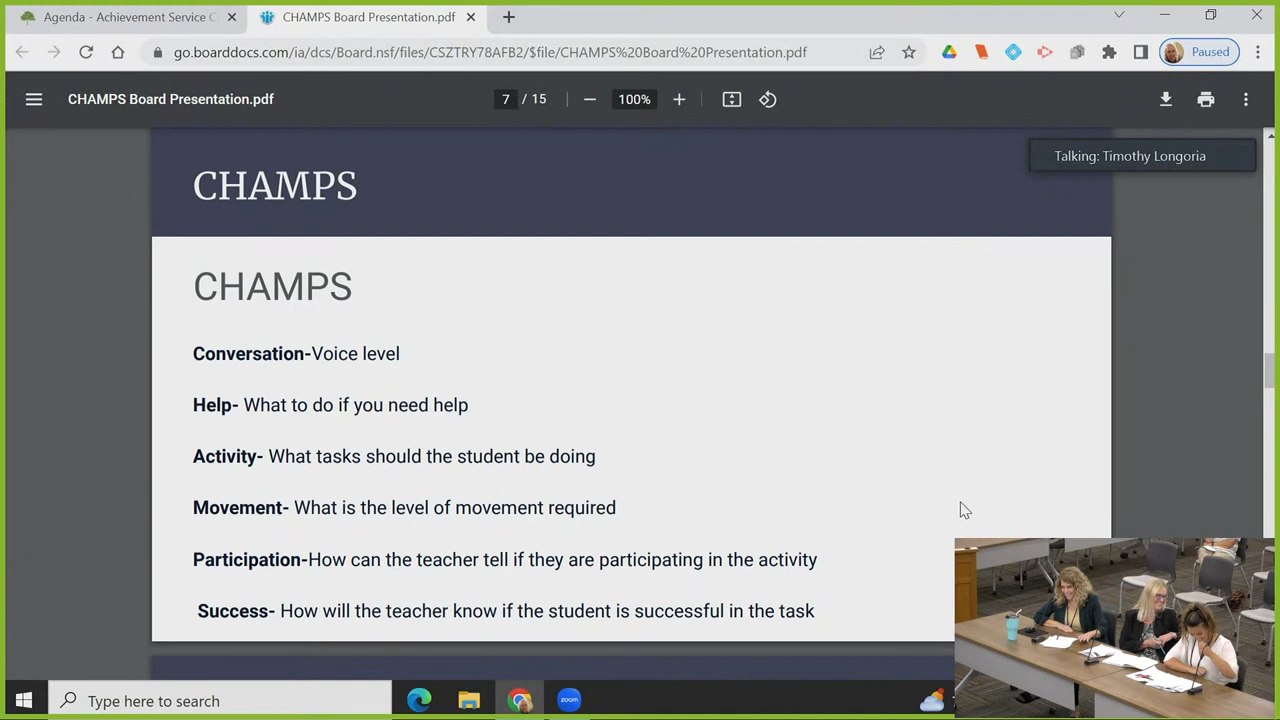 Agenda - Achievement Service C
CHAMPS Board Presentation.pdf
go.boarddocs.com/ia/dcs/Board.nsf/files/CSZTRY78AFB2/$file/CHAMPS%20Board%20Presentation.pdf
Paused
CHAMPS Board Presentation.pdf
7 / 15
100%
Talking: Timothy Longoria
CHAMPS
CHAMPS
Conversation-Voice level
Help- What to do if you need help
Activity- What tasks should the student be doing
Movement- What is the level of movement required
Participation-How can the teacher tell if they are participating in the activity
Success- How will the teacher know if the student is successful in the task
Type here to search
zoom